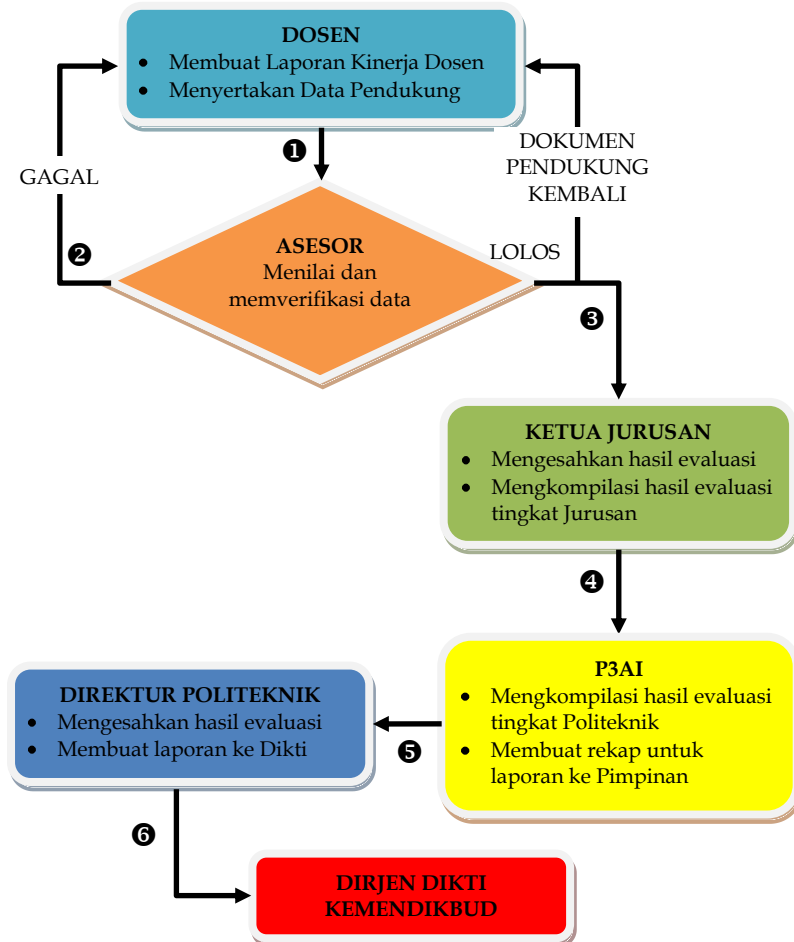 DOSEN
• Membuat Laporan Kinerja Dosen
• Menyertakan Data Pendukung
❶
GAGAL
DOKUMEN
PENDUKUNG
KEMBALI
❷
ASESOR
Menilai dan
memverifikasi data
LOLOS
❸
KETUA JURUSAN
• Mengesahkan hasil evaluasi
• Mengkompilasi hasil evaluasi
tingkat Jurusan
❹
P3AI
• Mengkompilasi hasil evaluasi
tingkat Politeknik
• Membuat rekap untuk
laporan ke Pimpinan
❺
DIREKTUR POLITEKNIK
• Mengesahkan hasil evaluasi
• Membuat laporan ke Dikti
❻
DIRJEN DIKTI
KEMENDIKBUD